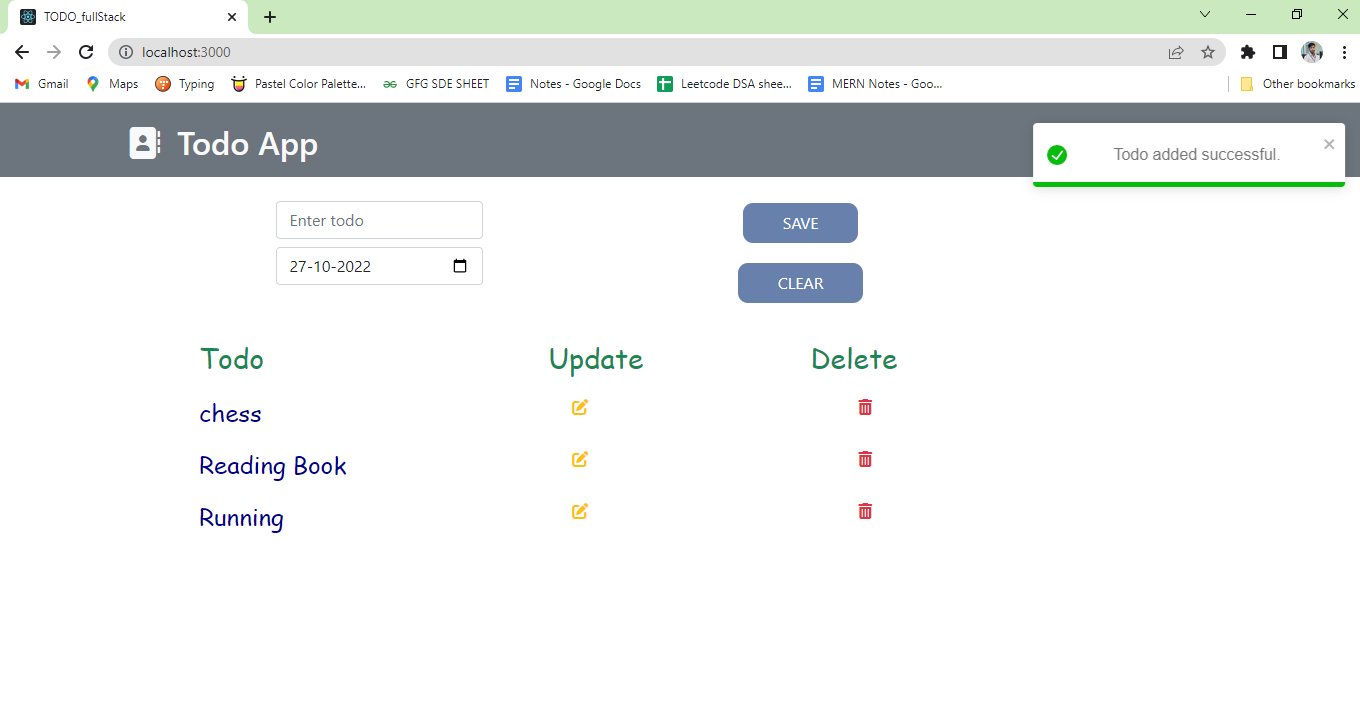 TODO_fullStack
localhost:3000
Gmail Maps Typing Pastel Color Palette... GFG SDE SHEET Notes - Google Docs Leetcode DSA shee... MERN Notes - Goo... Other bookmarks
Todo App
Todo added successful.
Enter todo
SAVE
27-10-2022
CLEAR
Todo Update Delete
chess
Reading Book
Running